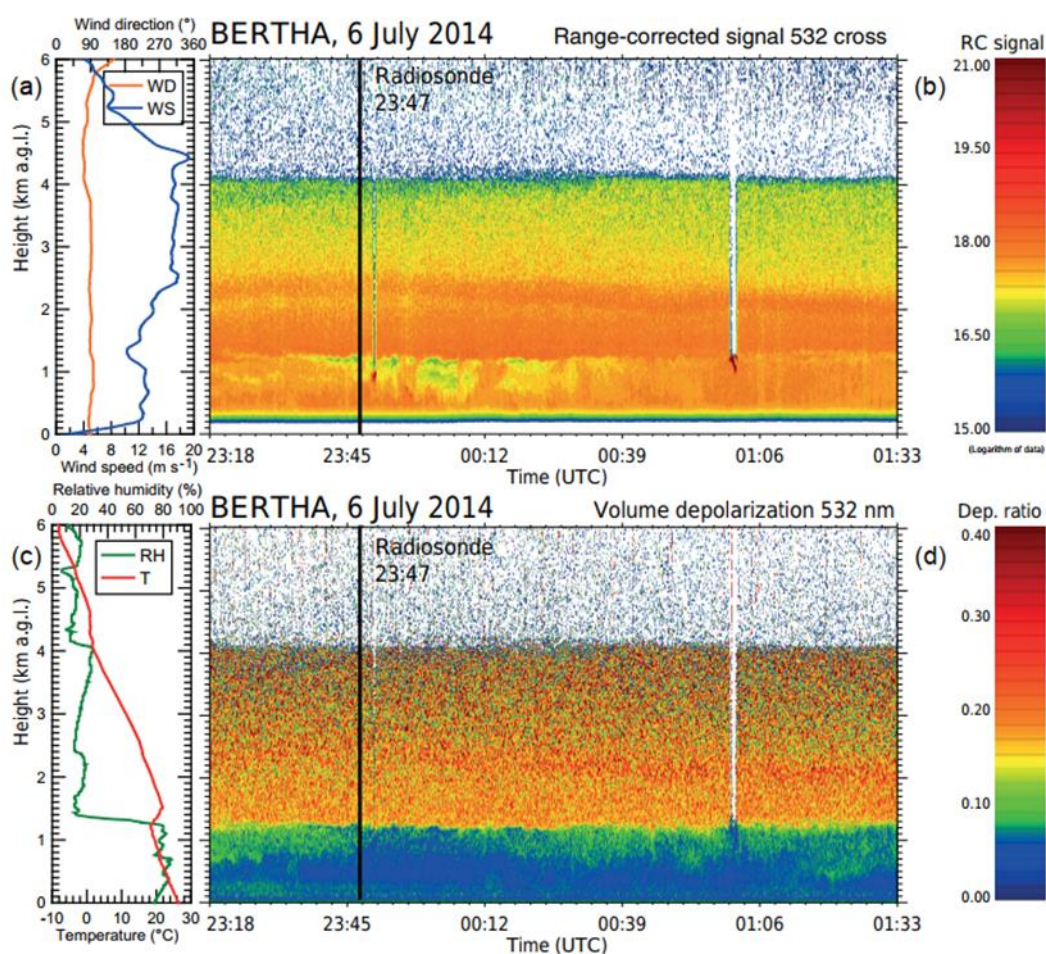 Wind direction (°)
0 90 180 270 360
BERTHA, 6 July 2014
Range-corrected signal 532 cross
RC signal
(a)
WD
WS
Radiosonde
23:47
(b)
6
5
4
3
2
1
0
Height (km a.g.l.)
21.00
19.50
18.00
16.50
15.00
(Logarithm of data)
0 4 8 12 16 20
Wind speed (m s-1)
23:18 23:45 00:12 00:39 01:06 01:33
Time (UTC)
Relative humidity (%)
0 20 40 60 80 100
BERTHA, 6 July 2014
Volume depolarization 532 nm
Dep. ratio
(c)
RH
T
Radiosonde
23:47
(d)
6
5
4
3
2
1
0
Height (km a.g.l.)
0.40
0.30
0.20
0.10
0.00
-10 0 10 20 30
Temperature (°C)
23:18 23:45 00:12 00:39 01:06 01:33
Time (UTC)